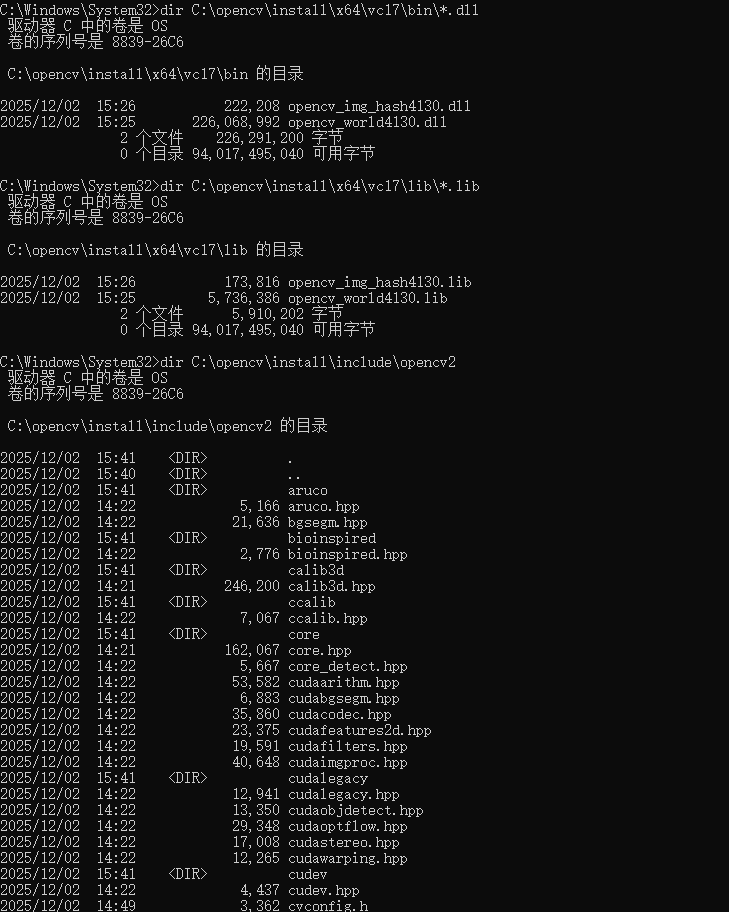 C:\Windows\System32>dir C:\opencv\install\x64\vc17\bin\*.dll
驱动器 C 中的卷是 OS
卷的序列号是 8839-26C6
C:\opencv\install\x64\vc17\bin 的目录
2025/12/02 15:26 222,208 opencv_img_hash4130.dll
2025/12/02 15:25 226,068,992 opencv_world4130.dll
2 个文件 226,291,200 字节
0 个目录 94,017,495,040 可用字节
C:\Windows\System32>dir C:\opencv\install\x64\vc17\lib\*.lib
驱动器 C 中的卷是 OS
卷的序列号是 8839-26C6
C:\opencv\install\x64\vc17\lib 的目录
2025/12/02 15:26 173,816 opencv_img_hash4130.lib
2025/12/02 15:25 5,736,386 opencv_world4130.lib
2 个文件 5,910,202 字节
0 个目录 94,017,495,040 可用字节
C:\Windows\System32>dir C:\opencv\install\include\opencv2
驱动器 C 中的卷是 OS
卷的序列号是 8839-26C6
C:\opencv\install\include\opencv2 的目录
2025/12/02 15:41 <DIR> .
2025/12/02 15:40 <DIR> ..
2025/12/02 15:41 <DIR> aruco
2025/12/02 14:22 5,166 aruco.hpp
2025/12/02 14:22 21,636 bgsegm.hpp
2025/12/02 15:41 <DIR> bioinspired
2025/12/02 14:22 2,776 bioinspired.hpp
2025/12/02 15:41 <DIR> calib3d
2025/12/02 14:21 246,200 calib3d.hpp
2025/12/02 15:41 <DIR> ccalib
2025/12/02 14:22 7,067 ccalib.hpp
2025/12/02 15:41 <DIR> core
2025/12/02 14:21 162,067 core.hpp
2025/12/02 14:22 5,667 core_detect.hpp
2025/12/02 14:22 53,582 cudaarithm.hpp
2025/12/02 14:22 6,883 cudabgsegm.hpp
2025/12/02 14:22 35,860 cudacodec.hpp
2025/12/02 14:22 23,375 cudafeatures2d.hpp
2025/12/02 14:22 19,591 cudafilters.hpp
2025/12/02 14:22 40,648 cudaimgproc.hpp
2025/12/02 15:41 <DIR> cudalegacy
2025/12/02 14:22 12,941 cudalegacy.hpp
2025/12/02 14:22 13,350 cudaobjdetect.hpp
2025/12/02 14:22 29,348 cudaoptflow.hpp
2025/12/02 14:22 17,008 cudastereo.hpp
2025/12/02 14:22 12,265 cudawarping.hpp
2025/12/02 15:41 <DIR> cudev
2025/12/02 14:22 4,437 cudev.hpp
2025/12/02 14:49 3,362 cvconfig.h